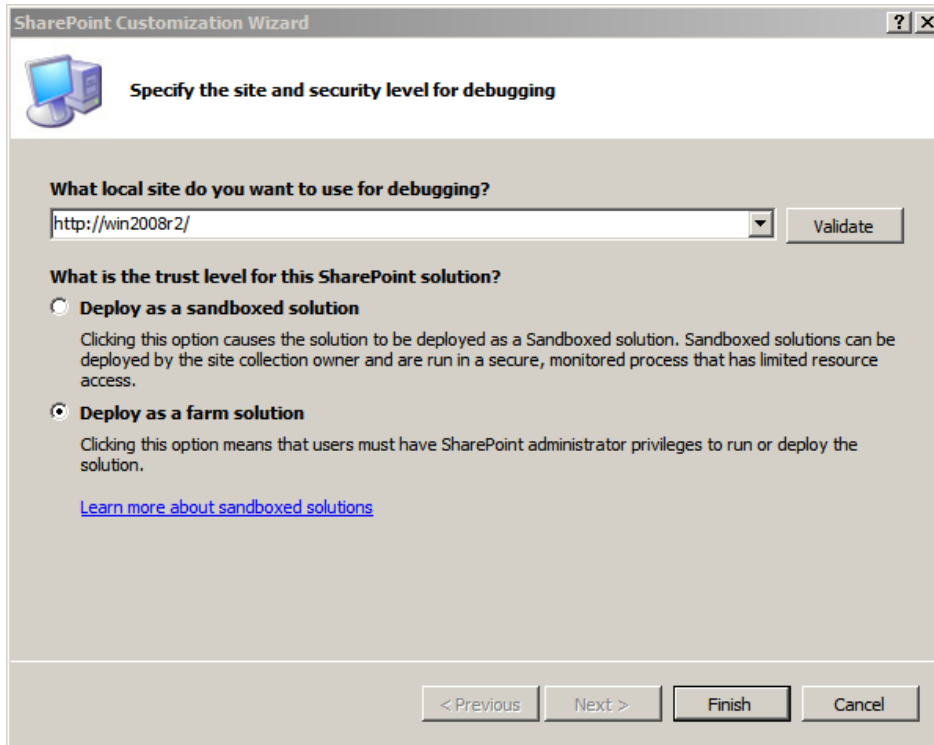 SharePoint Customization Wizard
Specify the site and security level for debugging
What local site do you want to use for debugging?
http://win2008r2/
Validate
What is the trust level for this SharePoint solution?
Deploy as a sandboxed solution
Clicking this option causes the solution to be deployed as a Sandboxed solution. Sandboxed solutions can be
deployed by the site collection owner and are run in a secure, monitored process that has limited resource
access.
Deploy as a farm solution
Clicking this option means that users must have SharePoint administrator privileges to run or deploy the
solution.
Learn more about sandboxed solutions
< Previous
Next >
Finish
Cancel